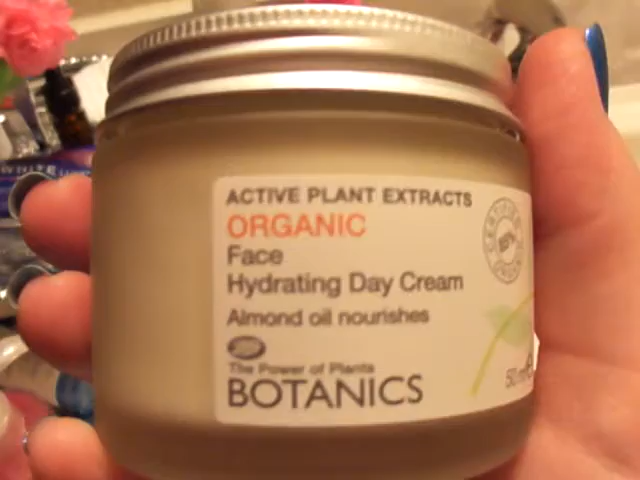 ACTIVE PLANT EXTRACTS
ORGANIC
Face
Hydrating Day Cream
Almond oil nourishes
The Power of Plants
BOTANICS